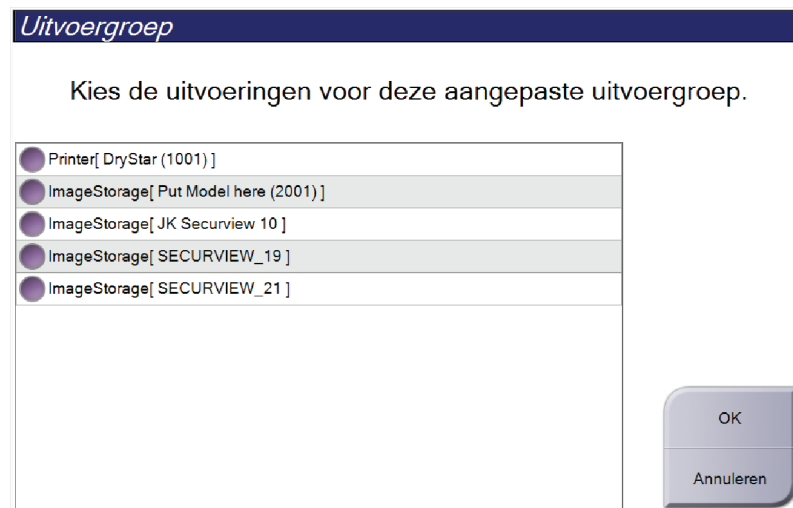 Uitvoergroep
Kies de uitvoeringen voor deze aangepaste uitvoergroep.
Printer[ DryStar (1001) ]
ImageStorage[ Put Model here (2001) ]
ImageStorage[ JK Securview 10 ]
ImageStorage[ SECURVIEW_19 ]
ImageStorage[ SECURVIEW_21 ]
OK
Annuleren